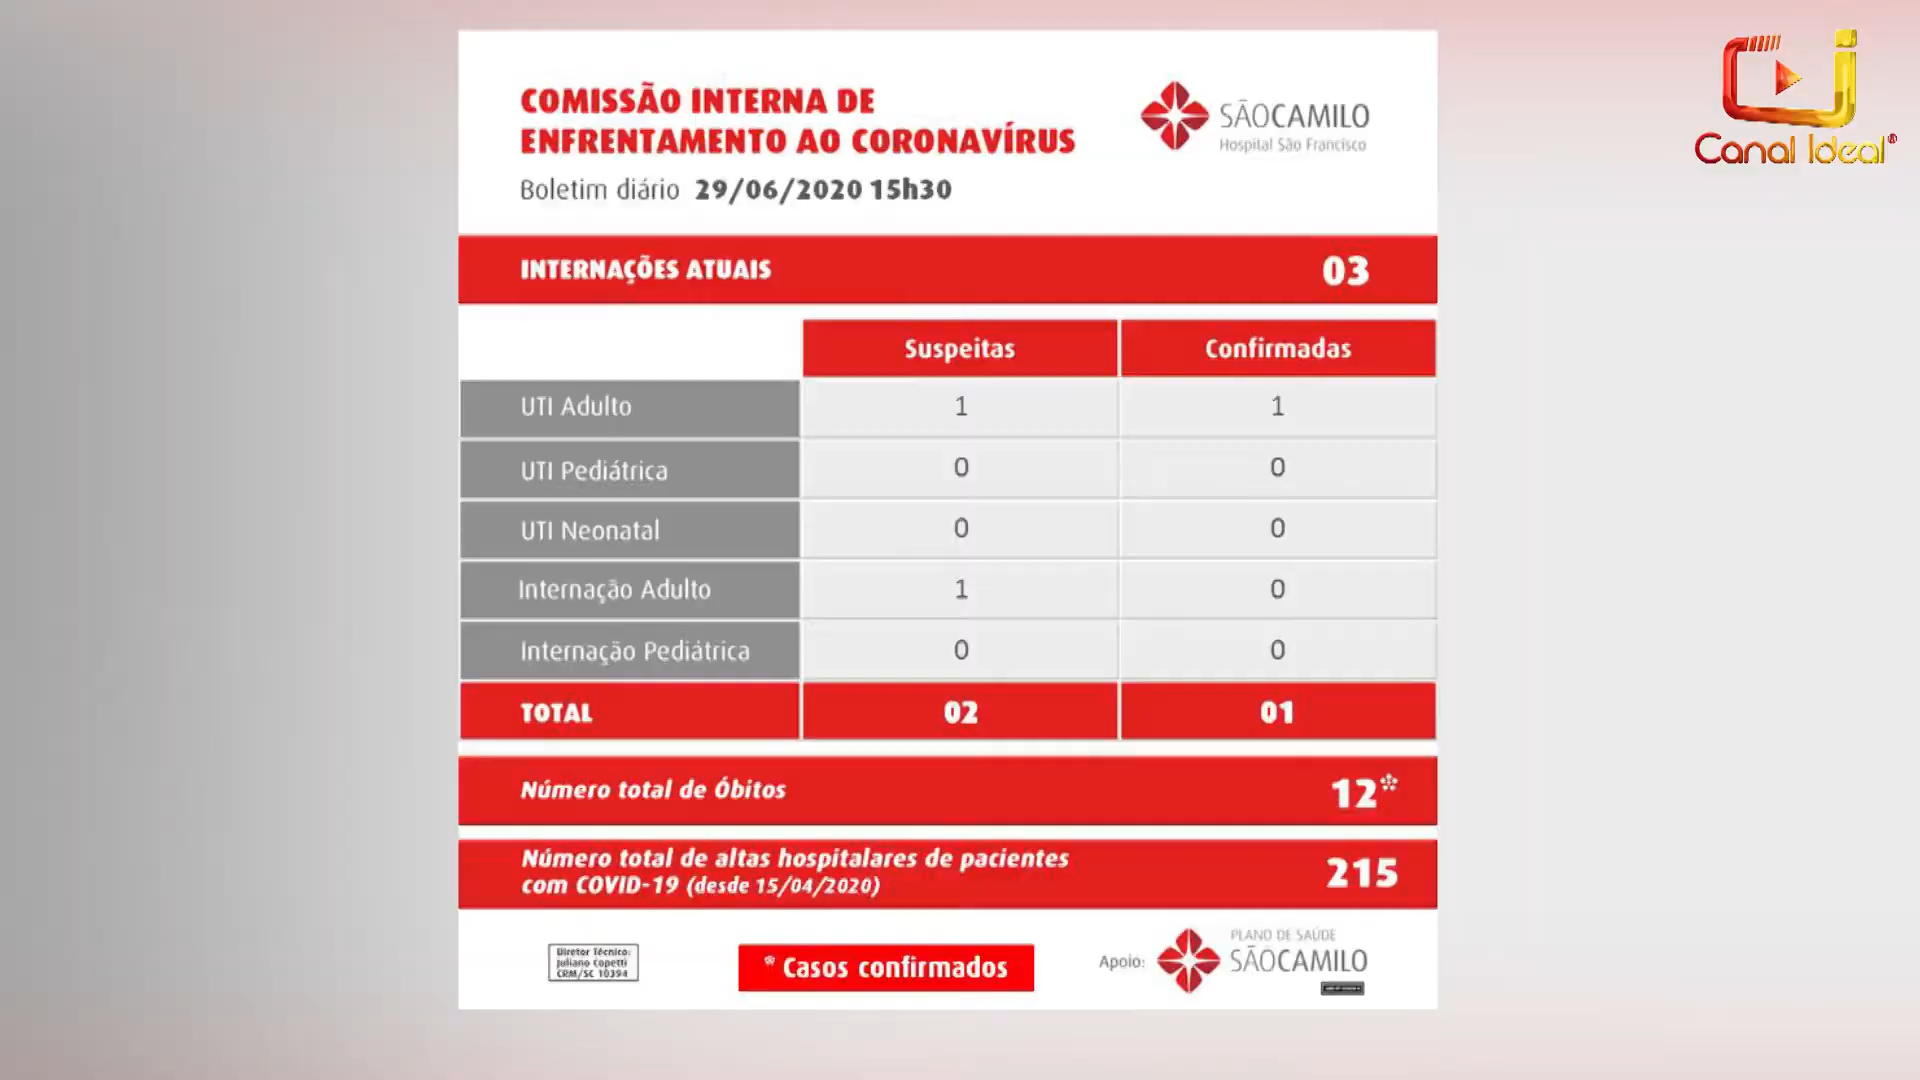 Canal Ideal®
COMISSÃO INTERNA DE
ENFRENTAMENTO AO CORONAVÍRUS
Boletim diário 29/06/2020 15h30
SÃOCAMILO
Hospital São Francisco
INTERNAÇÕES ATUAIS 03
Suspeitas Confirmadas
UTI Adulto 1 1
UTI Pediátrica 0 0
UTI Neonatal 0 0
Internação Adulto 1 0
Internação Pediátrica 0 0
TOTAL 02 01
Número total de Óbitos 12*
Número total de altas hospitalares de pacientes
com COVID-19 (desde 15/04/2020) 215
Diretor Técnico:
Juliano Copetti
CRM/SC 10394
* Casos confirmados
Apoio:
PLANO DE SAÚDE
SÃOCAMILO